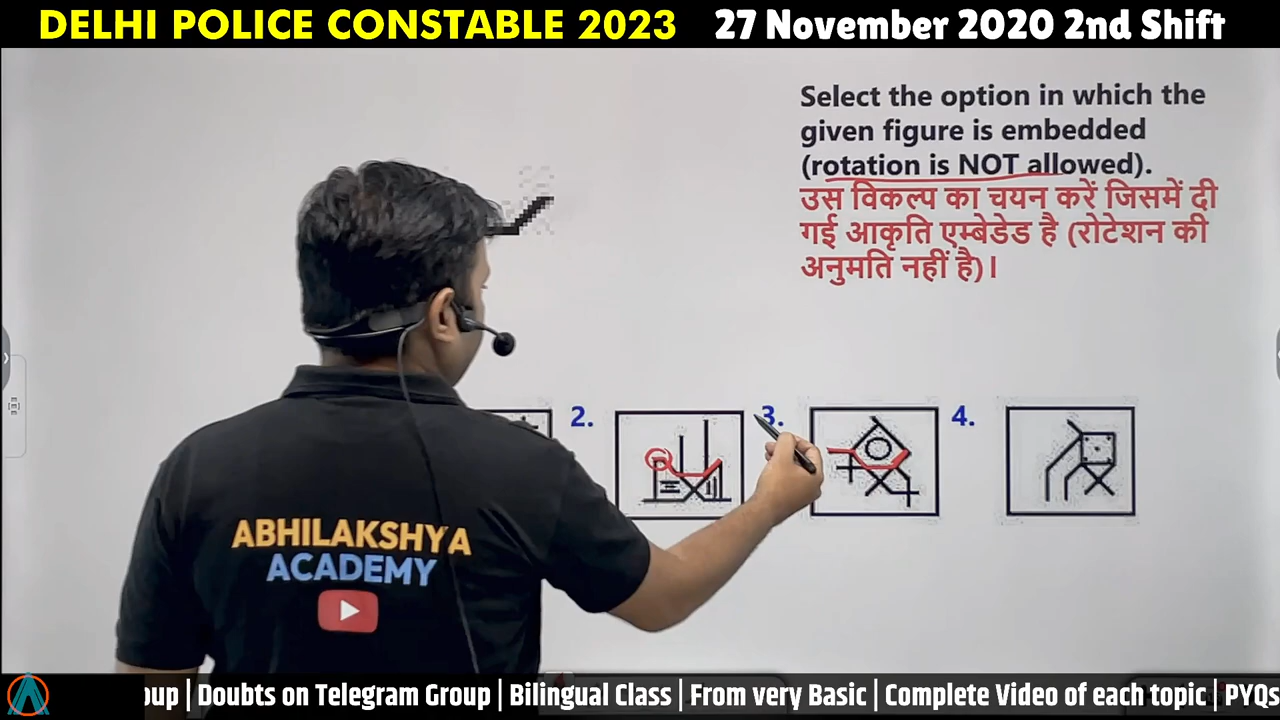 DELHI POLICE CONSTABLE 2023 27 November 2020 2nd Shift
Select the option in which the
given figure is embedded
(rotation is NOT allowed).
उस विकल्प का चयन करें जिसमें दी
गई आकृति एम्बेडेड है (रोटेशन की
अनुमति नहीं है)।
2. 3. 4.
ABHILAKSHYA
ACADEMY
| Doubts on Telegram Group | Bilingual Class | From very Basic | Complete Video of each topic | PYQs